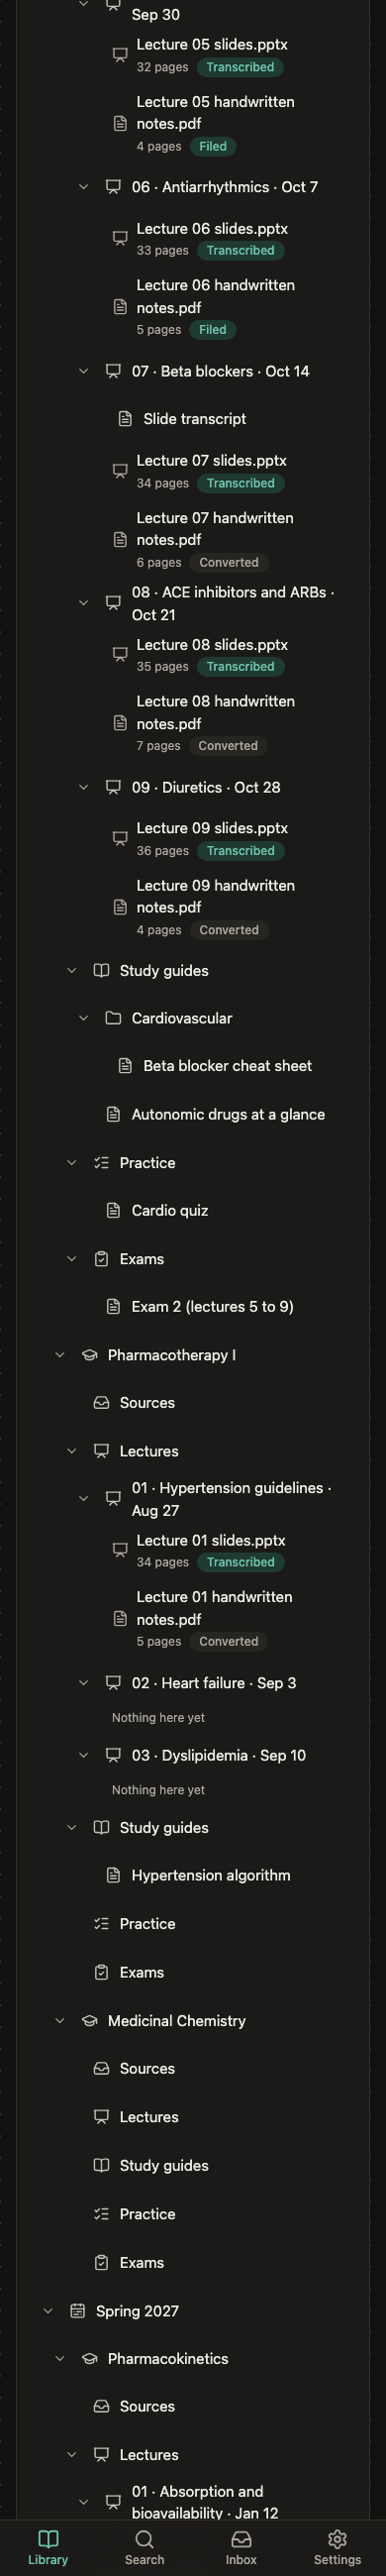 Sep 30
Lecture 05 slides.pptx
32 pages Transcribed
Lecture 05 handwritten
notes.pdf
4 pages Filed
06 · Antiarrhythmics · Oct 7
Lecture 06 slides.pptx
33 pages Transcribed
Lecture 06 handwritten
notes.pdf
5 pages Filed
07 · Beta blockers · Oct 14
Slide transcript
Lecture 07 slides.pptx
34 pages Transcribed
Lecture 07 handwritten
notes.pdf
6 pages Converted
08 · ACE inhibitors and ARBs ·
Oct 21
Lecture 08 slides.pptx
35 pages Transcribed
Lecture 08 handwritten
notes.pdf
7 pages Converted
09 · Diuretics · Oct 28
Lecture 09 slides.pptx
36 pages Transcribed
Lecture 09 handwritten
notes.pdf
4 pages Converted
Study guides
Cardiovascular
Beta blocker cheat sheet
Autonomic drugs at a glance
Practice
Cardio quiz
Exams
Exam 2 (lectures 5 to 9)
Pharmacotherapy I
Sources
Lectures
01 · Hypertension guidelines ·
Aug 27
Lecture 01 slides.pptx
34 pages Transcribed
Lecture 01 handwritten
notes.pdf
5 pages Converted
02 · Heart failure · Sep 3
Nothing here yet
03 · Dyslipidemia · Sep 10
Nothing here yet
Study guides
Hypertension algorithm
Practice
Exams
Medicinal Chemistry
Sources
Lectures
Study guides
Practice
Exams
Spring 2027
Pharmacokinetics
Sources
Lectures
01 · Absorption and
bioavailability · Jan 12
Library Search Inbox Settings